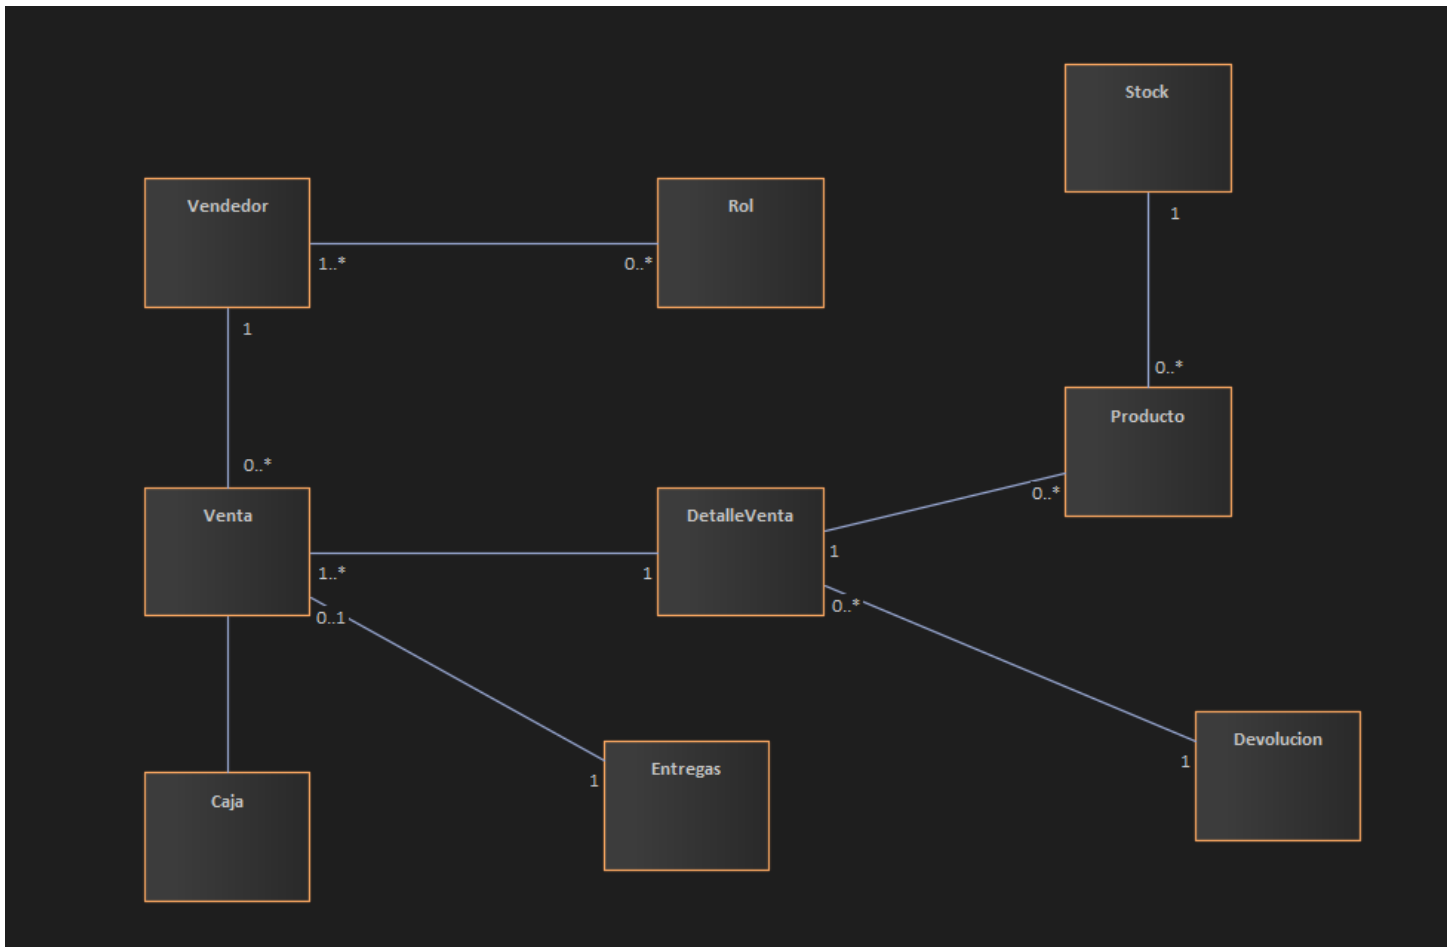 Stock
Vendedor
Rol
1
1..*
0..*
1
0..*
Producto
0..*
0..*
Venta
DetalleVenta
1
1..*
1
0..*
0..1
Devolucion
1
Entregas
1
Caja